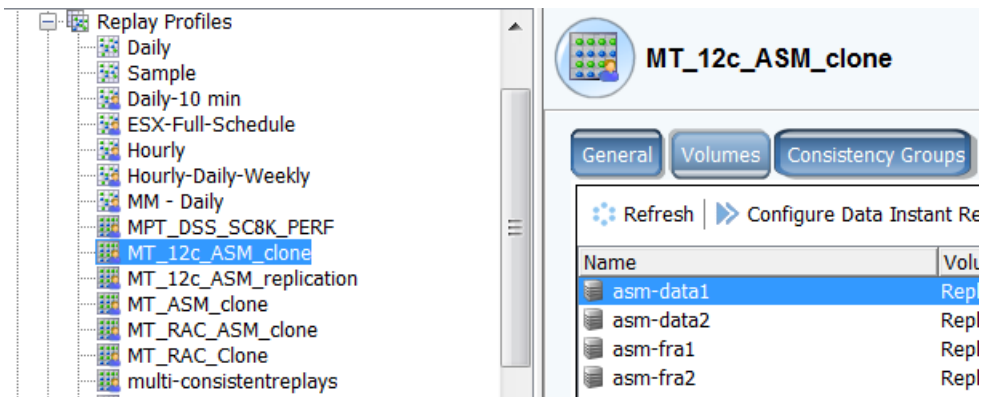 Replay Profiles
Daily
Sample
Daily-10 min
ESX-Full-Schedule
Hourly
Hourly-Daily-Weekly
MM - Daily
MPT_DSS_SC8K_PERF
MT_12c_ASM_clone
MT_12c_ASM_replication
MT_ASM_clone
MT_RAC_ASM_clone
MT_RAC_Clone
multi-consistentreplays
MT_12c_ASM_clone
General Volumes Consistency Groups
Refresh Configure Data Instant Re
Name Volu
asm-data1 Repl
asm-data2 Repl
asm-fra1 Repl
asm-fra2 Repl